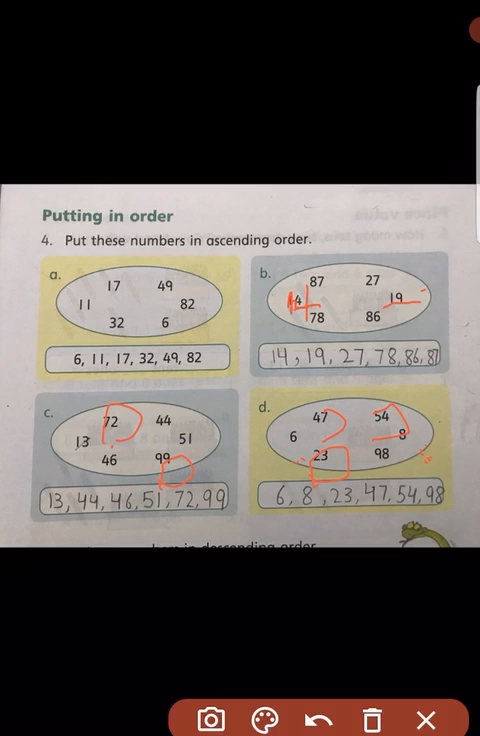 Putting in order
4. Put these numbers in ascending order.
a.
17 49
11 82
32 6
6, 11, 17, 32, 49, 82
b.
87 27
14 19
78 86
14, 19, 27, 78, 86, 87
c.
72 44
13 51
46 99
13, 44, 46, 51, 72, 99
d.
47 54
6 8
23 98
6, 8, 23, 47, 54, 98
in descending order